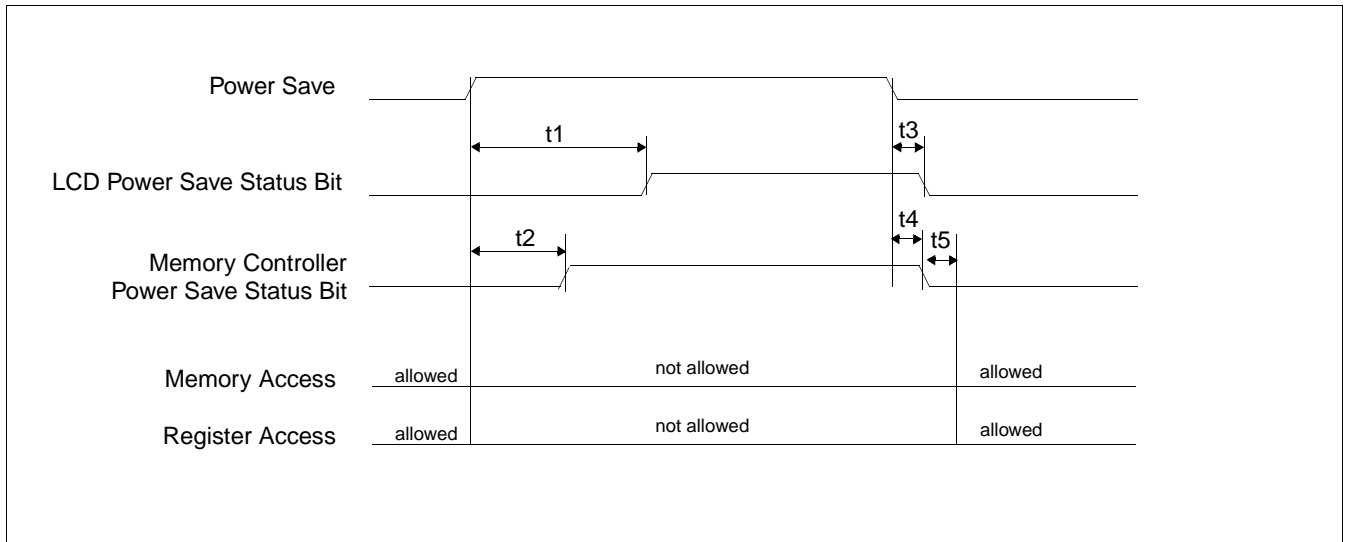 Power Save
t1
t3
LCD Power Save Status Bit
t2
t4
t5
Memory Controller
Power Save Status Bit
Memory Access
allowed
not allowed
allowed
Register Access
allowed
not allowed
allowed